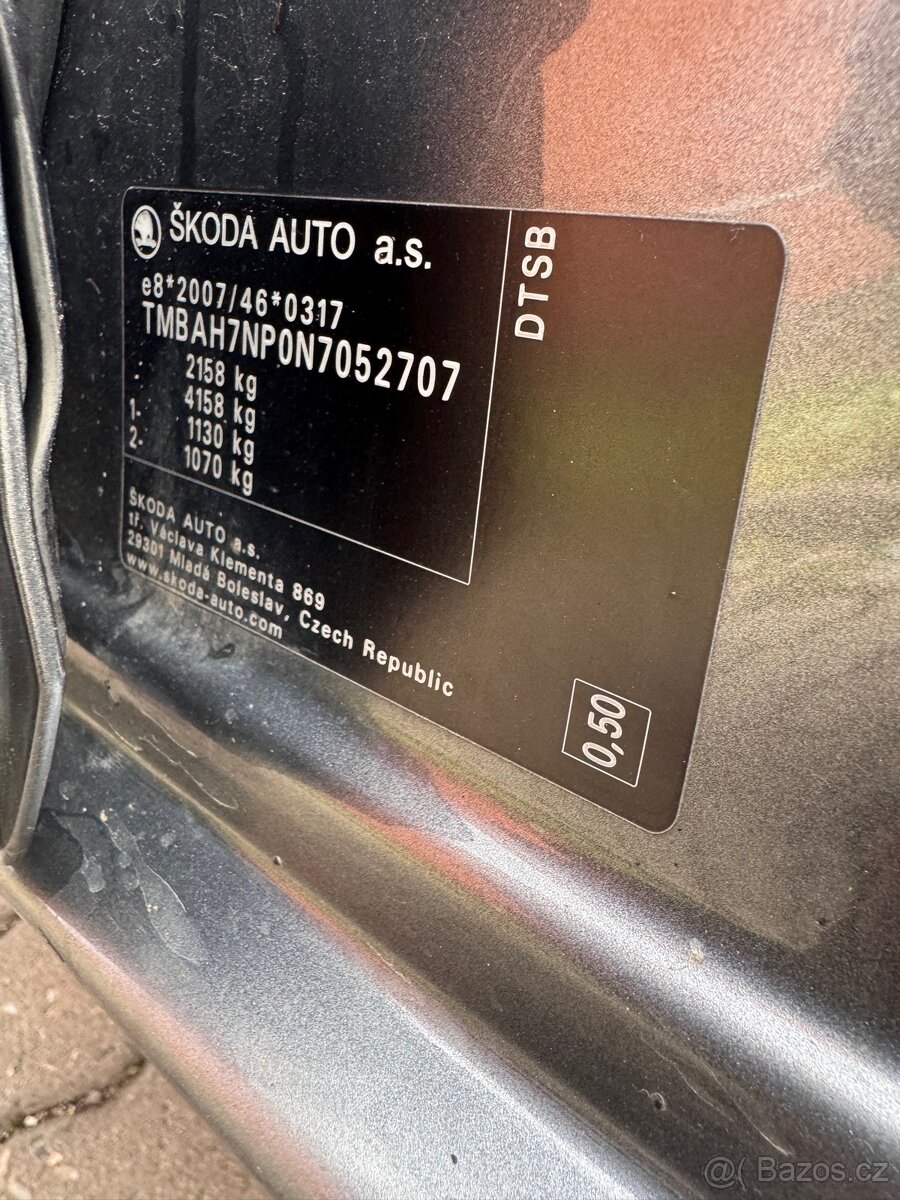 ŠKODA AUTO a.s.
e8*2007/46*0317
TMBAH7NP0N7052707
2158 kg
4158 kg
1- 1130 kg
2- 1070 kg
ŠKODA AUTO a.s.
tř. Václava Klementa 869
29301 Mladá Boleslav, Czech Republic
www.skoda-auto.com
DTSB
0,50
@( Bazoš.cz